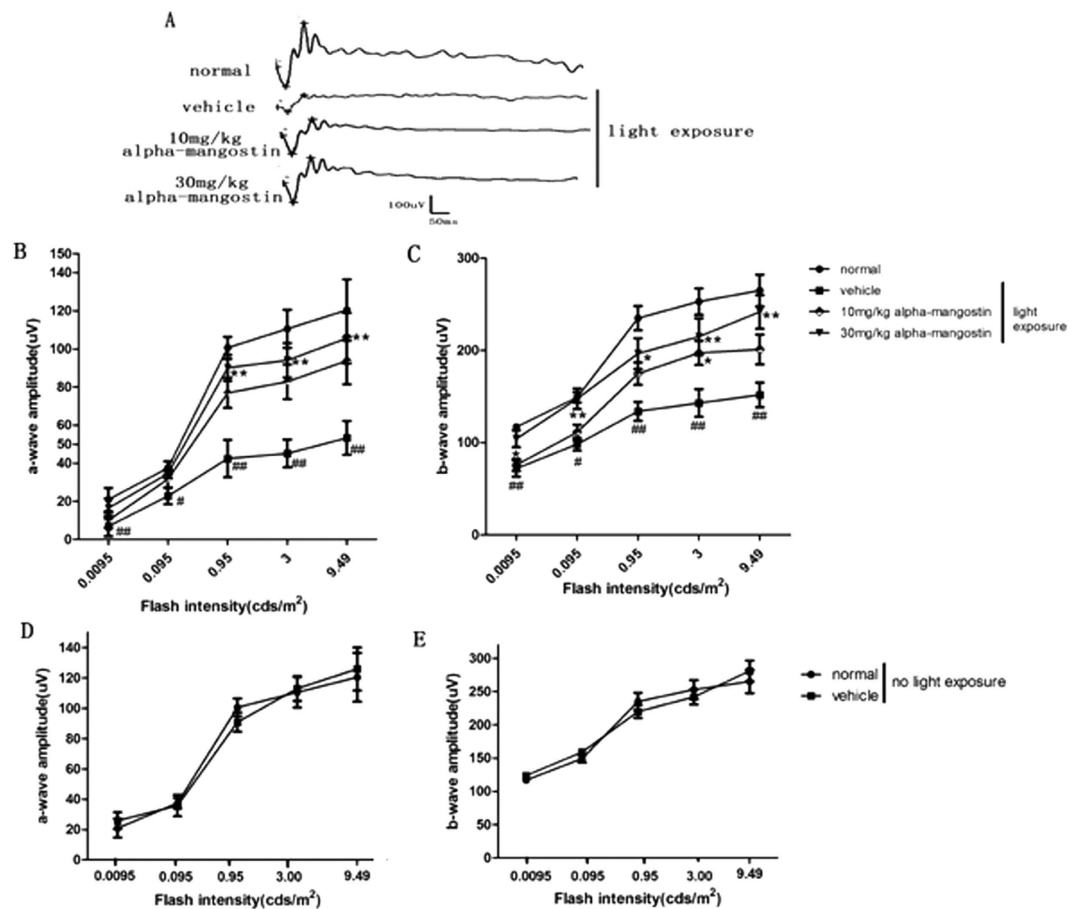 A
normal
vehicle
10mg/kg
alpha-mangostin
30mg/kg
alpha-mangostin
light exposure
100uV
50ms
B
a-wave amplitude(uV)
150
140
120
100
80
60
50
40
20
0
** **
**
## # ## ## ##
0.0095 0.095 0.95 3 9.49
Flash intensity(cds/m²)
C
b-wave amplitude(uV)
300
200
100
0
* ** * ** * **
## # ## ## ##
0.0095 0.095 0.95 3 9.49
Flash intensity(cds/m²)
normal
vehicle
10mg/kg alpha-mangostin
30mg/kg alpha-mangostin
light
exposure
D
a-wave amplitude(uV)
140
120
100
80
60
40
20
0
0.0095 0.095 0.95 3.00 9.49
Flash intensity(cds/m²)
E
b-wave amplitude(uV)
300
250
200
150
100
50
0
0.0095 0.095 0.95 3.00 9.49
Flash intensity(cds/m²)
normal
vehicle
no light exposure